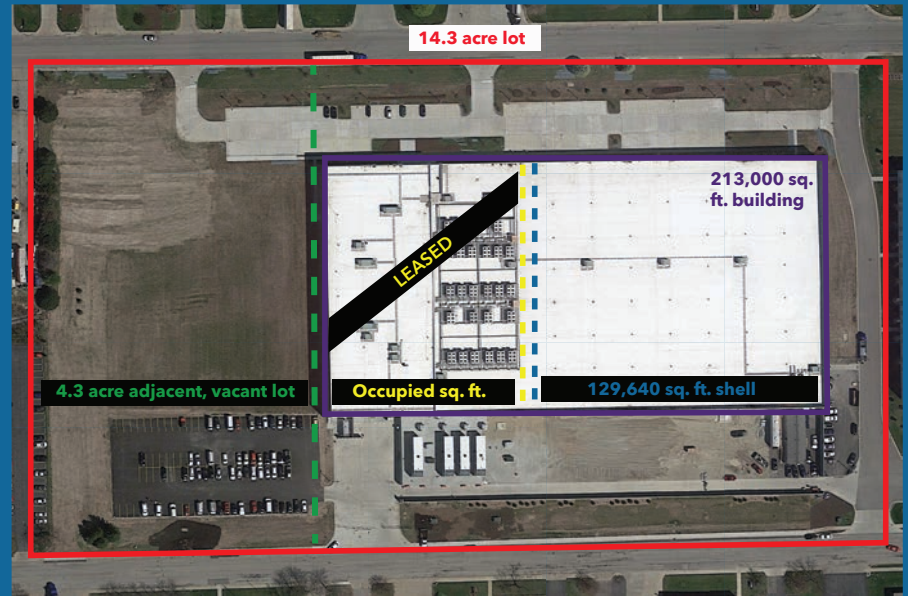 14.3 acre lot
213,000 sq.
ft. building
LEASED
4.3 acre adjacent, vacant lot
Occupied sq. ft.
129,640 sq. ft. shell